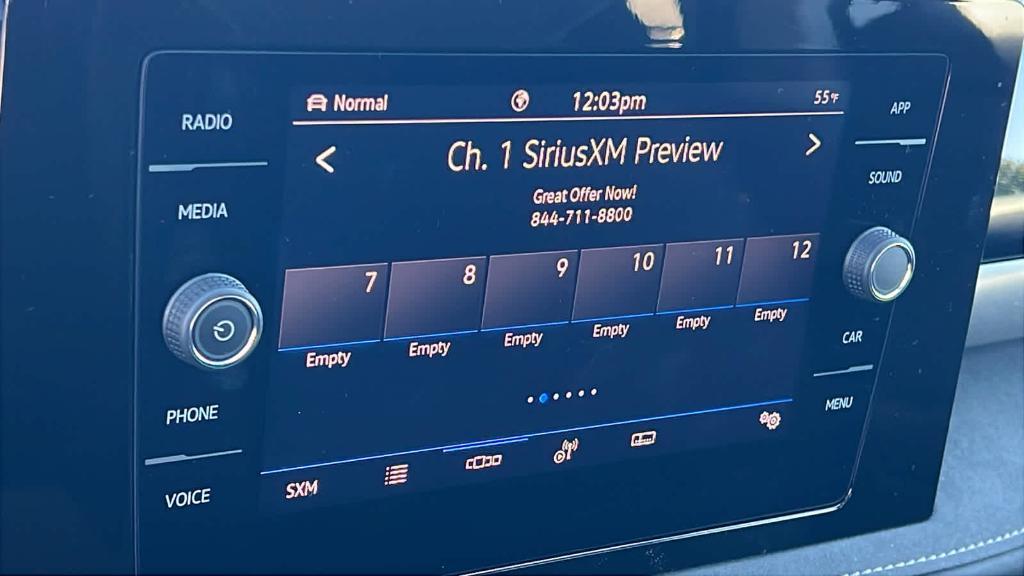 RADIO
MEDIA
PHONE
VOICE
Normal
12:03pm
55°F
< Ch. 1 SiriusXM Preview >
Great Offer Now!
844-711-8800
7 8 9 10 11 12
Empty Empty Empty Empty Empty Empty
SXM
APP
SOUND
CAR
MENU